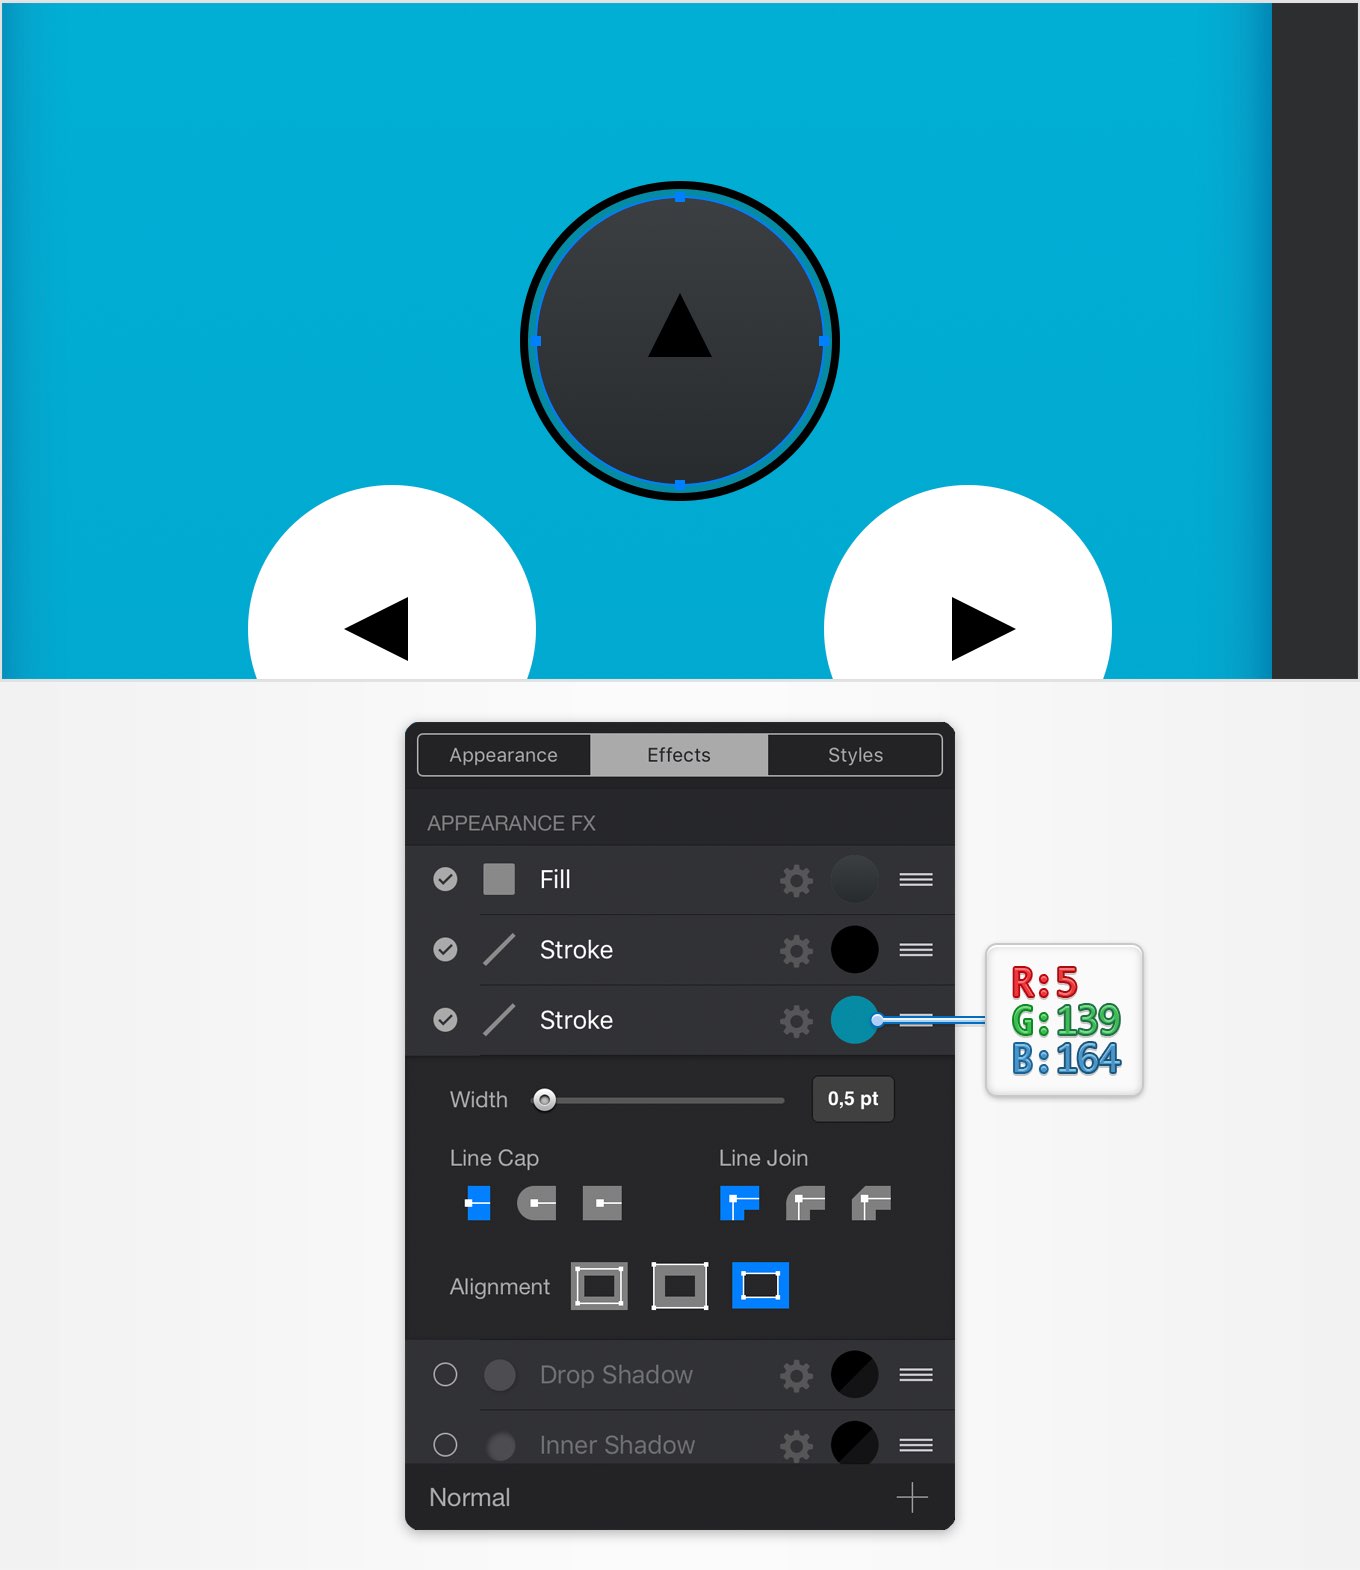 Appearance Effects Styles
APPEARANCE FX
Fill
Stroke
Stroke
R:5
G:139
B:164
Width 0,5 pt
Line Cap Line Join
Alignment
Drop Shadow
Inner Shadow
Normal